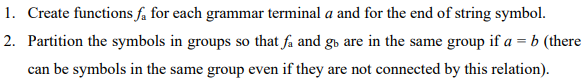 1. Create functions fa for each grammar terminal a and for the end of string symbol.
2. Partition the symbols in groups so that fa and gb are in the same group if a = b (there
can be symbols in the same group even if they are not connected by this relation).